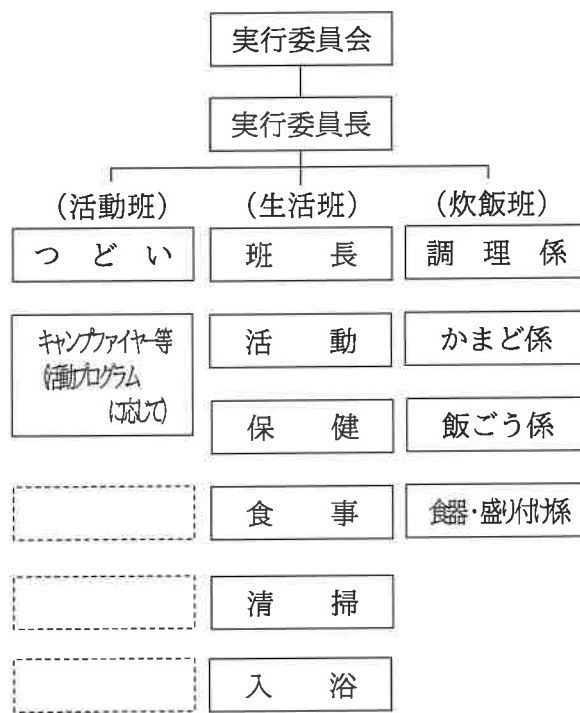 実行委員会
実行委員長
(活動班)
つどい
キャンプファイヤー等
(活動プログラム
に応じて)
(生活班)
班長
活動
保健
食事
清掃
入浴
(炊飯班)
調理係
かまど係
飯ごう係
食器・盛り付け係